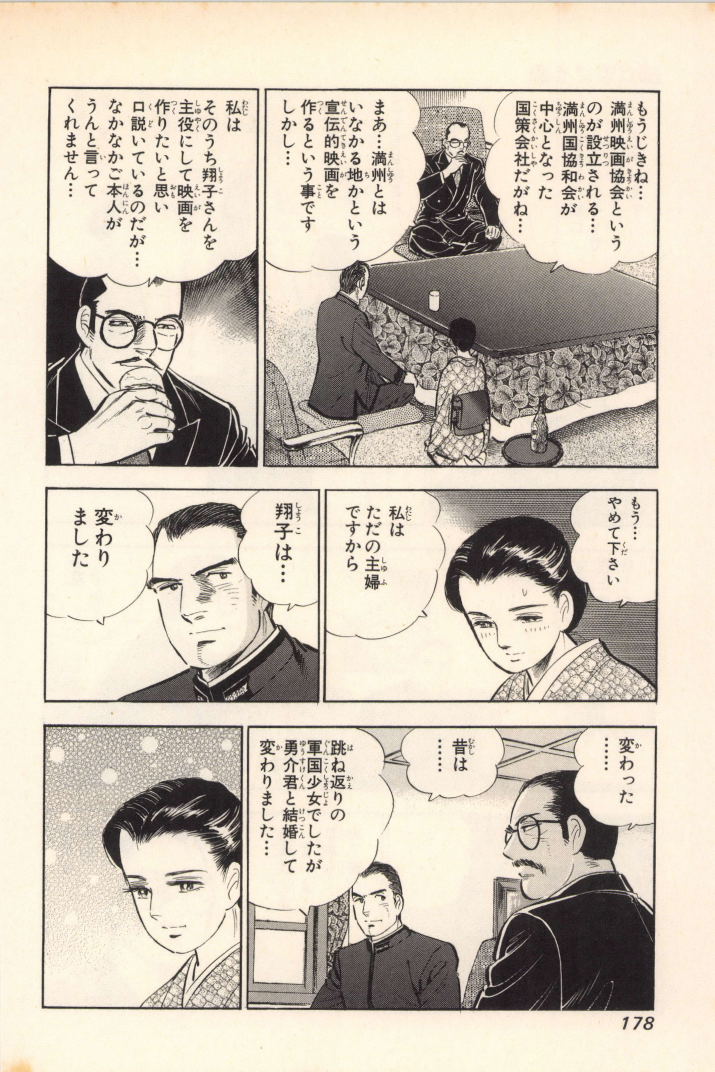 もうじきね…
満州映画協会という
のが設立される…
満州国協和会が
中心となった
国策会社だがね…
まあ…満州とは
いなかる地かという
宣伝的映画を
作るという事です
しかし…
私は
そのうち翔子さんを
主役にして映画を
作りたいと思い
口説いているのだが…
なかなかご本人が
うんと言って
くれません…
もう…
やめて下さい
私は
ただの主婦
ですから
翔子は…
変わり
ました
変わった
……
昔は
……
跳ね返りの
軍国少女でしたが
勇介君と結婚して
変わりました…
178